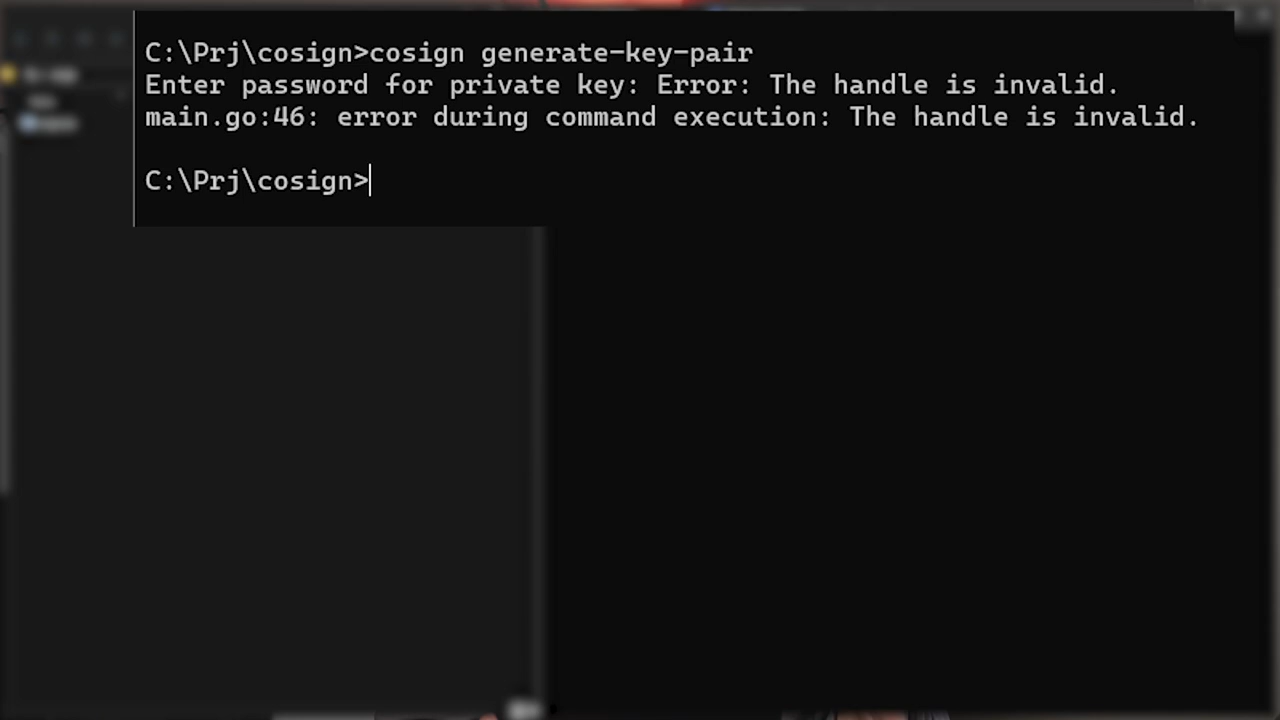 C:\Prj\cosign>cosign generate-key-pair
Enter password for private key: Error: The handle is invalid.
main.go:46: error during command execution: The handle is invalid.
C:\Prj\cosign>